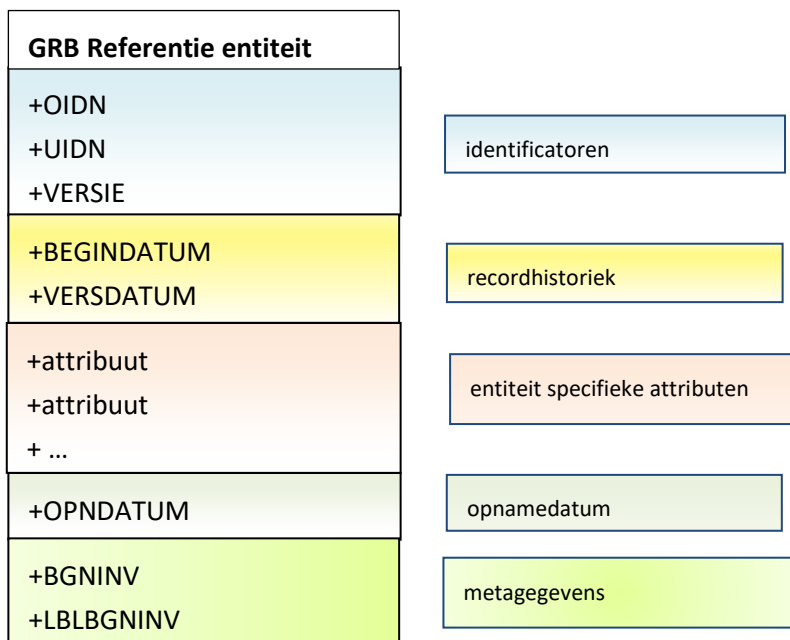 GRB Referentie entiteit
+OIDN
+UIDN
+VERSIE
identificatoren
+BEGINDATUM
+VERSDATUM
recordhistoriek
+attribuut
+attribuut
+ ...
entiteit specifieke attributen
+OPNDATUM
opnamedatum
+BGNINV
+LBLBGNINV
metagegevens